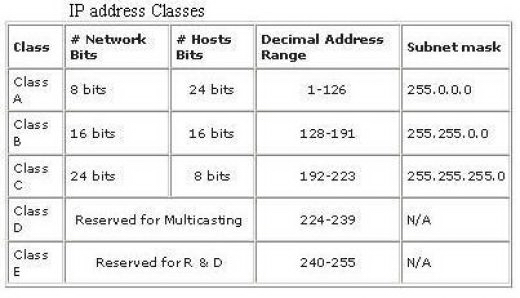 IP address Classes
Class # Network Bits # Hosts Bits Decimal Address Range Subnet mask
Class A 8 bits 24 bits 1-126 255.0.0.0
Class B 16 bits 16 bits 128-191 255.255.0.0
Class C 24 bits 8 bits 192-223 255.255.255.0
Class D Reserved for Multicasting 224-239 N/A
Class E Reserved for R & D 240-255 N/A